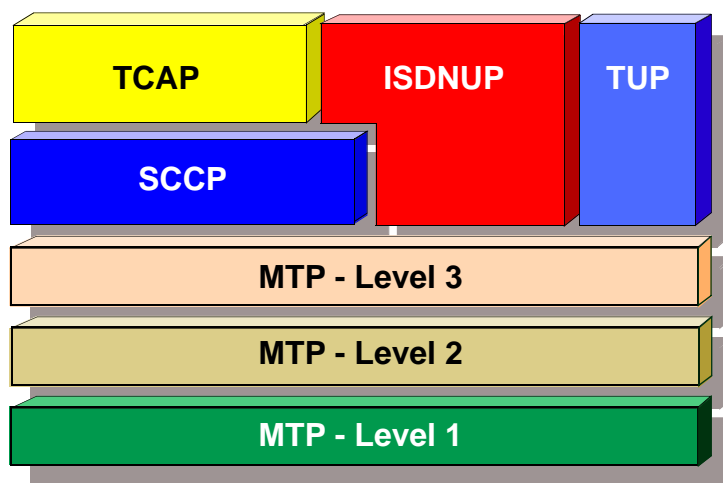 TCAP
ISDNUP
TUP
SCCP
MTP - Level 3
MTP - Level 2
MTP - Level 1